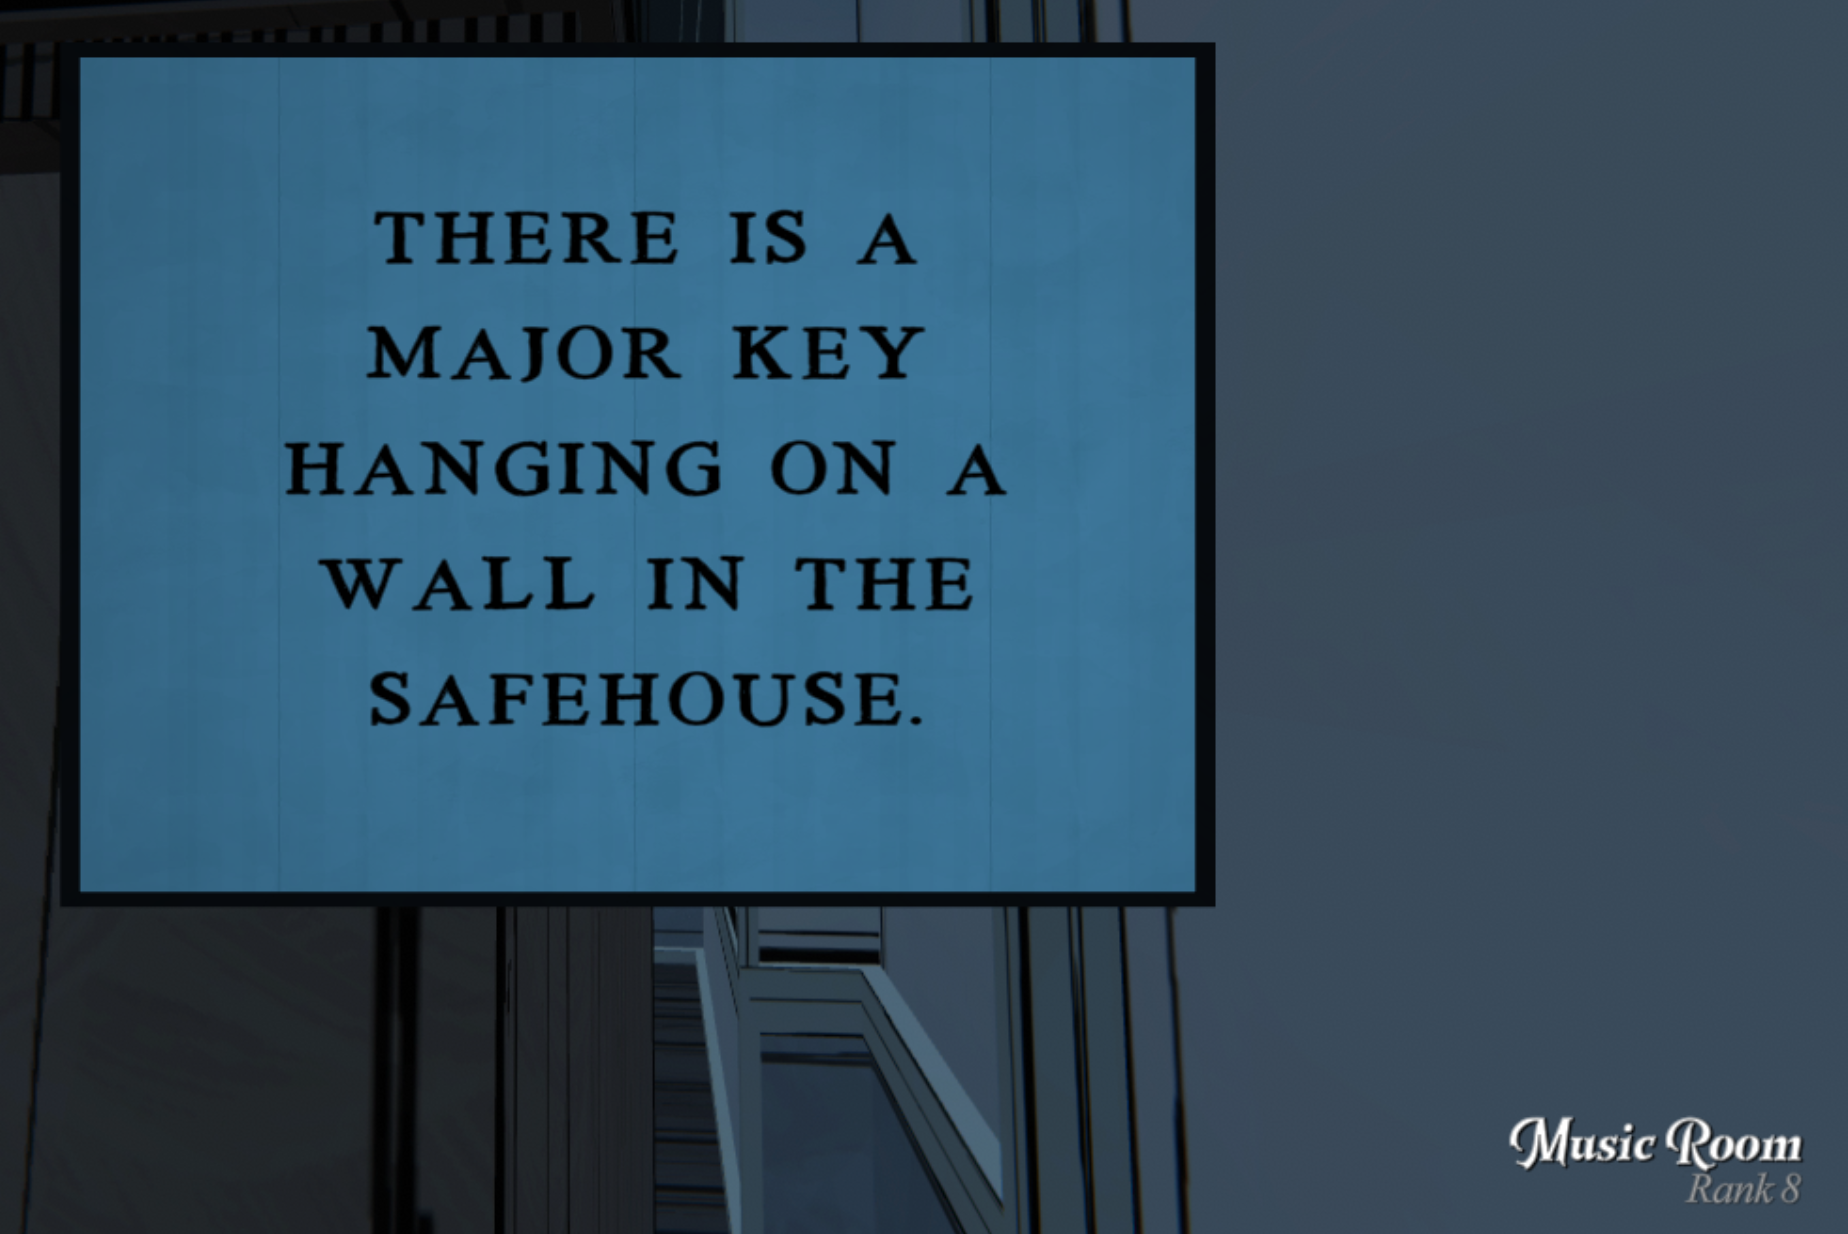 THERE IS A
MAJOR KEY
HANGING ON A
WALL IN THE
SAFEHOUSE.
Music Room
Rank 8